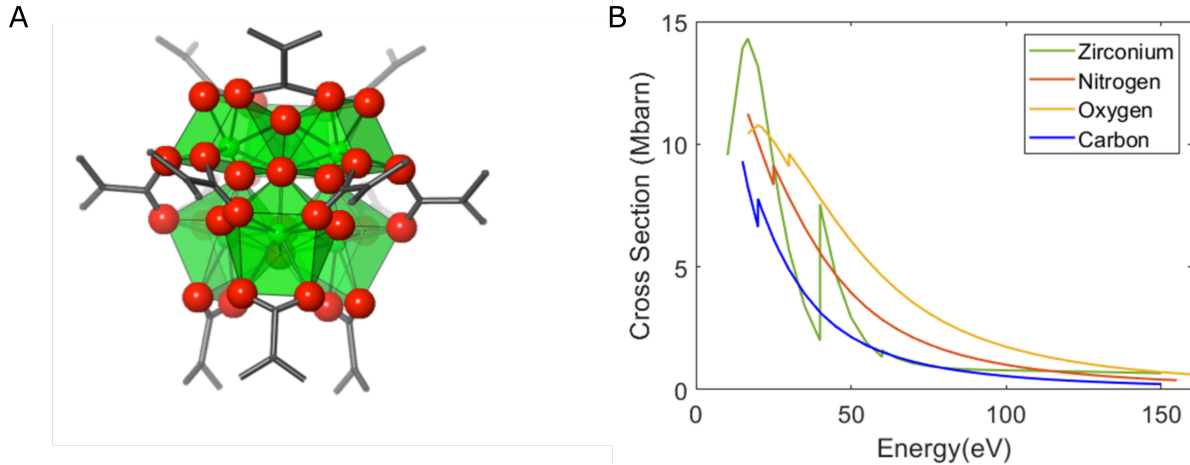 A
B
15
10
5
0
Cross Section (Mbarn)
Zirconium
Nitrogen
Oxygen
Carbon
0
50
100
150
Energy(eV)